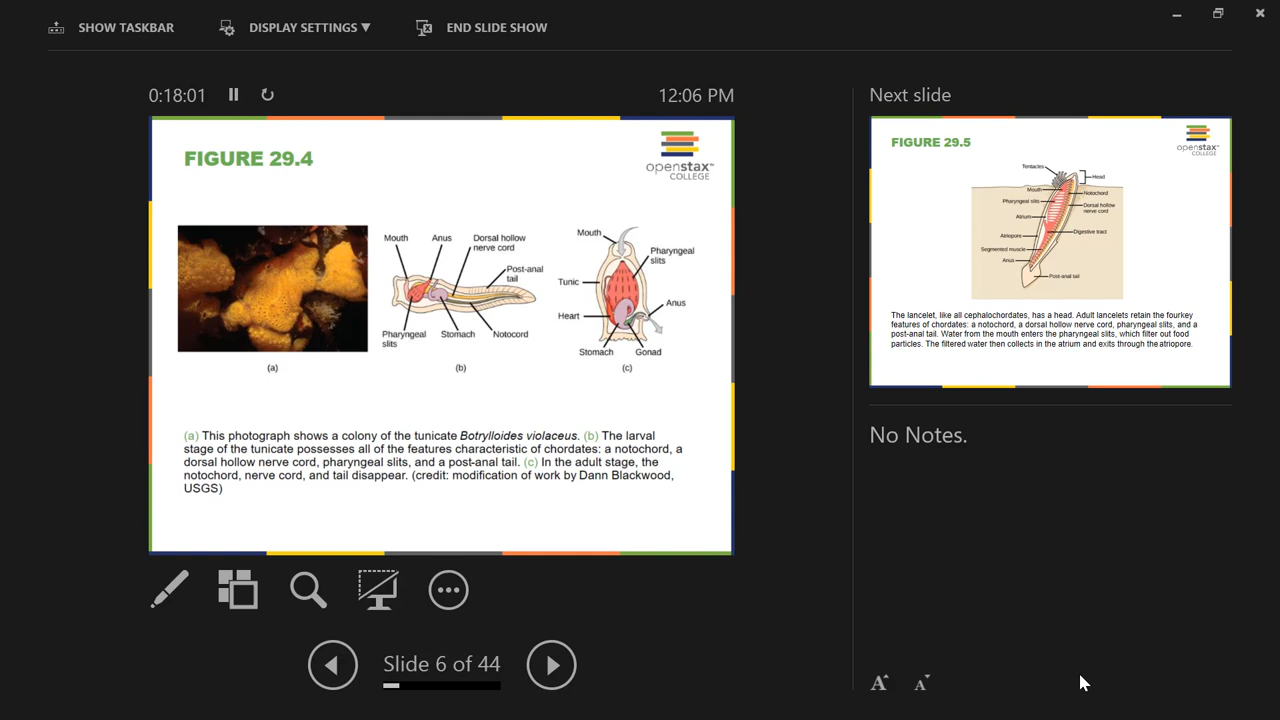 SHOW TASKBAR
DISPLAY SETTINGS ▼
END SLIDE SHOW
0:18:01
12:06 PM
FIGURE 29.4
openstax™
COLLEGE
Mouth
Anus
Dorsal hollow
nerve cord
Post-anal
tail
Pharyngeal
slits
Stomach
Notocord
Mouth
Pharyngeal
slits
Tunic
Heart
Anus
Stomach
Gonad
(a)
(b)
(c)
(a) This photograph shows a colony of the tunicate Botrylloides violaceus. (b) The larval
stage of the tunicate possesses all of the features characteristic of chordates: a notochord, a
dorsal hollow nerve cord, pharyngeal slits, and a post-anal tail. (c) In the adult stage, the
notochord, nerve cord, and tail disappear. (credit: modification of work by Dann Blackwood,
USGS)
Slide 6 of 44
Next slide
FIGURE 29.5
openstax™
COLLEGE
Tentacles
Head
Mouth
Notochord
Pharyngeal slits
Dorsal hollow
nerve cord
Atrium
Digestive tract
Atriopore
Segmented muscle
Anus
Post-anal tail
The lancelet, like all cephalochordates, has a head. Adult lancelets retain the fourkey
features of chordates: a notochord, a dorsal hollow nerve cord, pharyngeal slits, and a
post-anal tail. Water from the mouth enters the pharyngeal slits, which filter out food
particles. The filtered water then collects in the atrium and exits through the atriopore.
No Notes.
A A